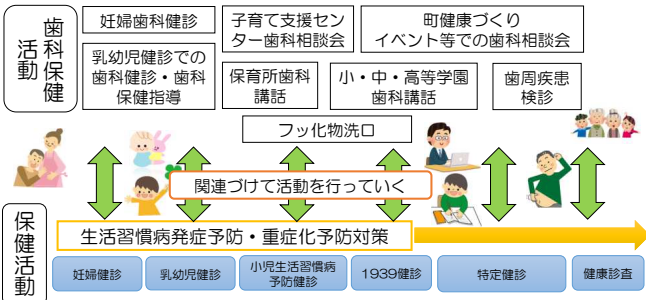 歯科保健
活動
妊婦歯科健診
子育て支援セン
ター歯科相談会
町健康づくり
イベント等での歯科相談会
乳幼児健診での
歯科健診・歯科
保健指導
保育所歯科
講話
小・中・高等学園
歯科講話
歯周疾患
検診
フッ化物洗口
関連づけて活動を行っていく
保健活動
生活習慣病発症予防・重症化予防対策
妊婦健診
乳幼児健診
小児生活習慣病
予防健診
1939健診
特定健診
健康診査